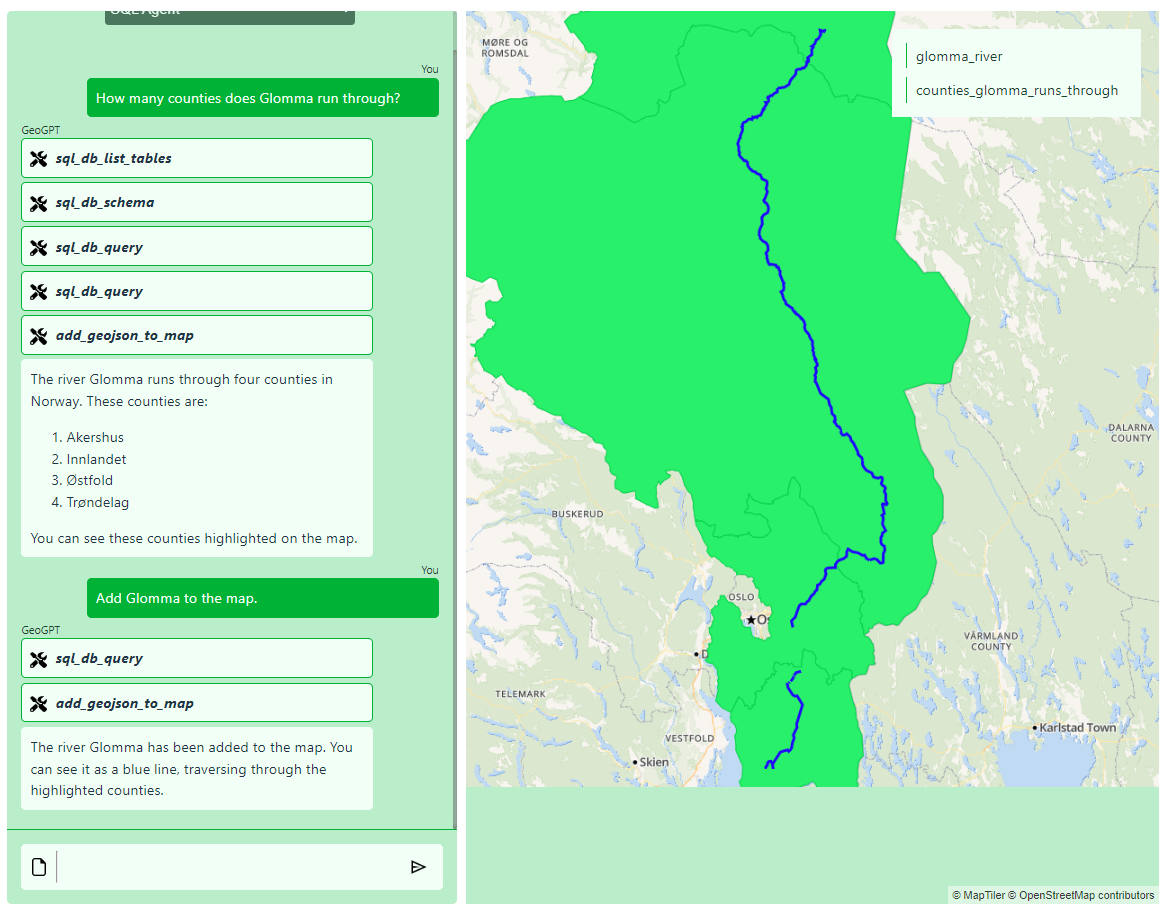 SQL Agent
You
How many counties does Glomma run through?
GeoGPT
sql_db_list_tables
sql_db_schema
sql_db_query
sql_db_query
add_geojson_to_map
The river Glomma runs through four counties in
Norway. These counties are:
1. Akershus
2. Innlandet
3. Østfold
4. Trøndelag
You can see these counties highlighted on the map.
You
Add Glomma to the map.
GeoGPT
sql_db_query
add_geojson_to_map
The river Glomma has been added to the map. You
can see it as a blue line, traversing through the
highlighted counties.
glomma_river
counties_glomma_runs_through
MØRE OG
ROMSDAL
DALARNA
COUNTY
BUSKERUD
OSLO
Os
D
VÄRMLAND
COUNTY
TELEMARK
VESTFOLD
Karlstad Town
Skien
© MapTiler © OpenStreetMap contributors